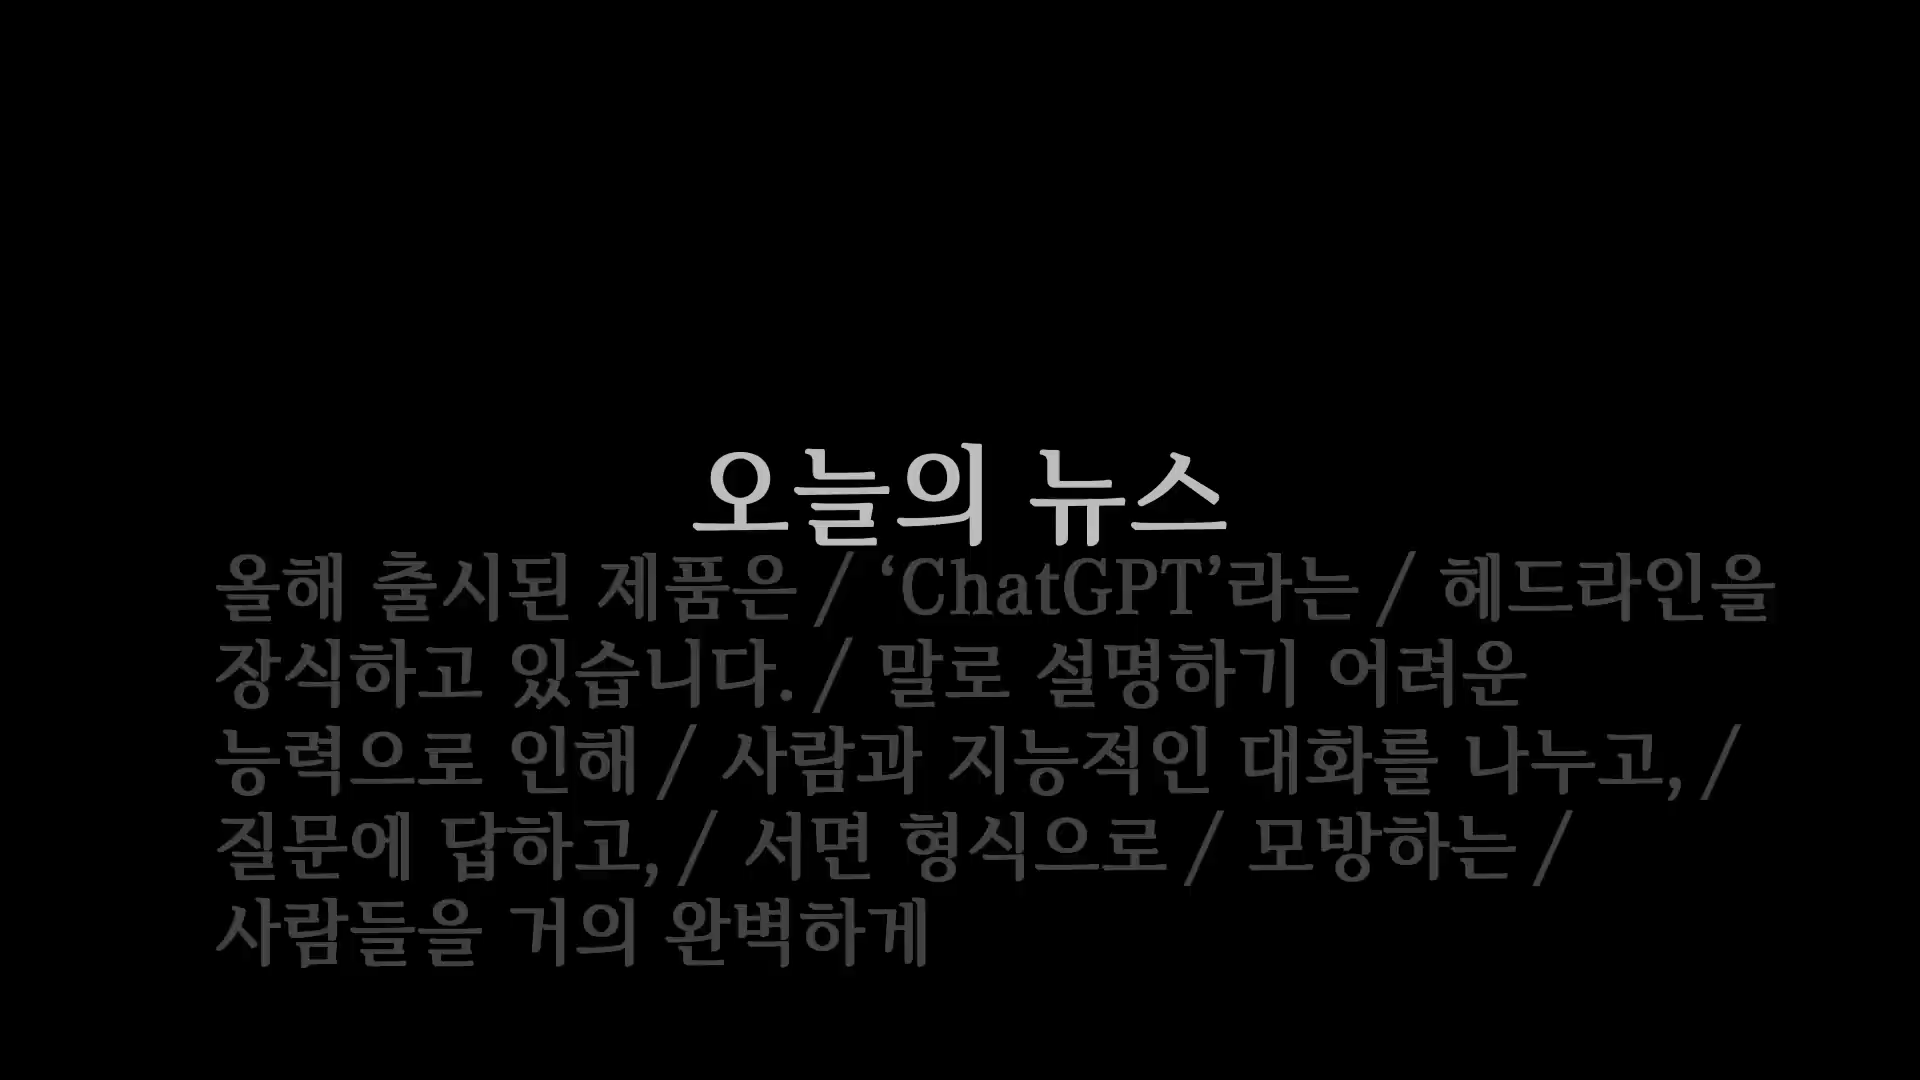 오늘의 뉴스
올해 출시된 제품은 / ‘ChatGPT’라는 / 헤드라인을
장식하고 있습니다. / 말로 설명하기 어려운
능력으로 인해 / 사람과 지능적인 대화를 나누고, /
질문에 답하고, / 서면 형식으로 / 모방하는 /
사람들을 거의 완벽하게